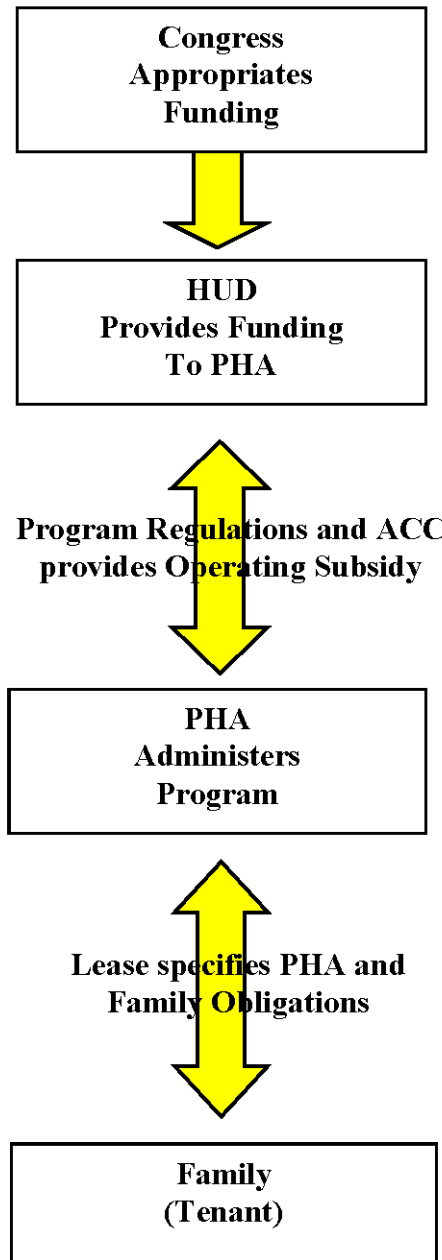 Congress
Appropriates
Funding
HUD
Provides Funding
To PHA
Program Regulations and ACC
provides Operating Subsidy
PHA
Administers
Program
Lease specifies PHA and
Family Obligations
Family
(Tenant)